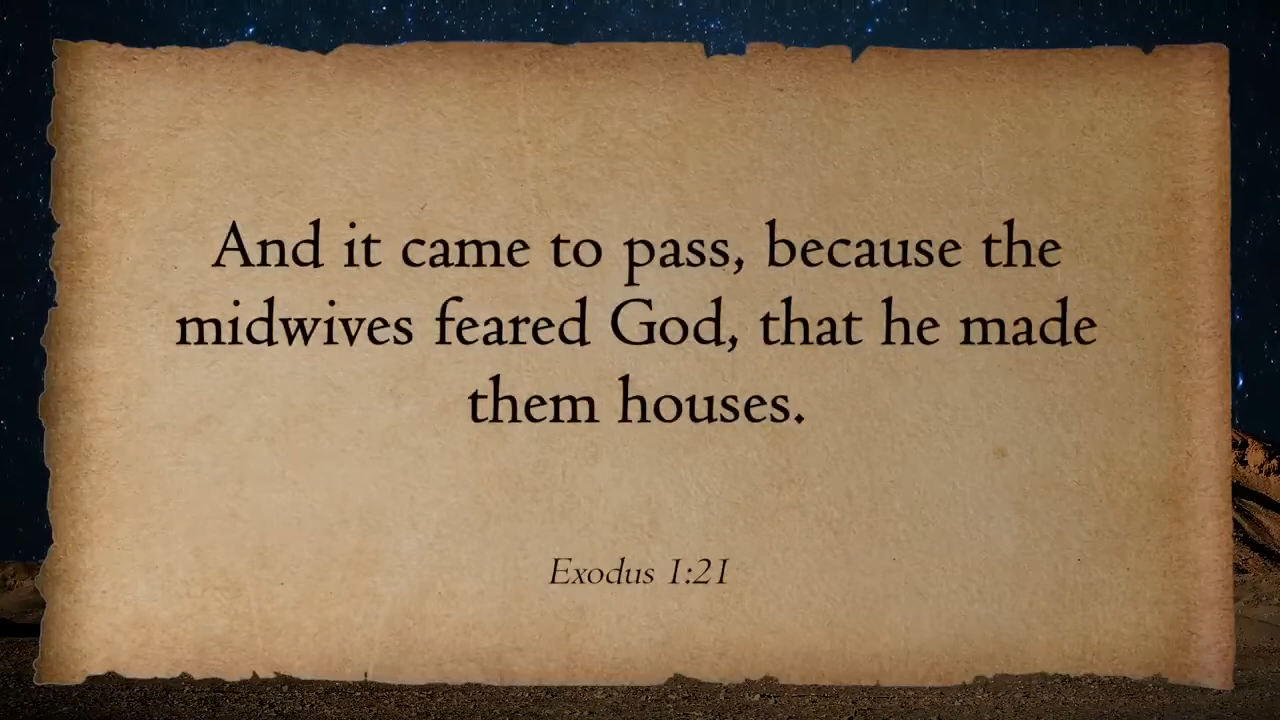 And it came to pass, because the
midwives feared God, that he made
them houses.
Exodus 1:21